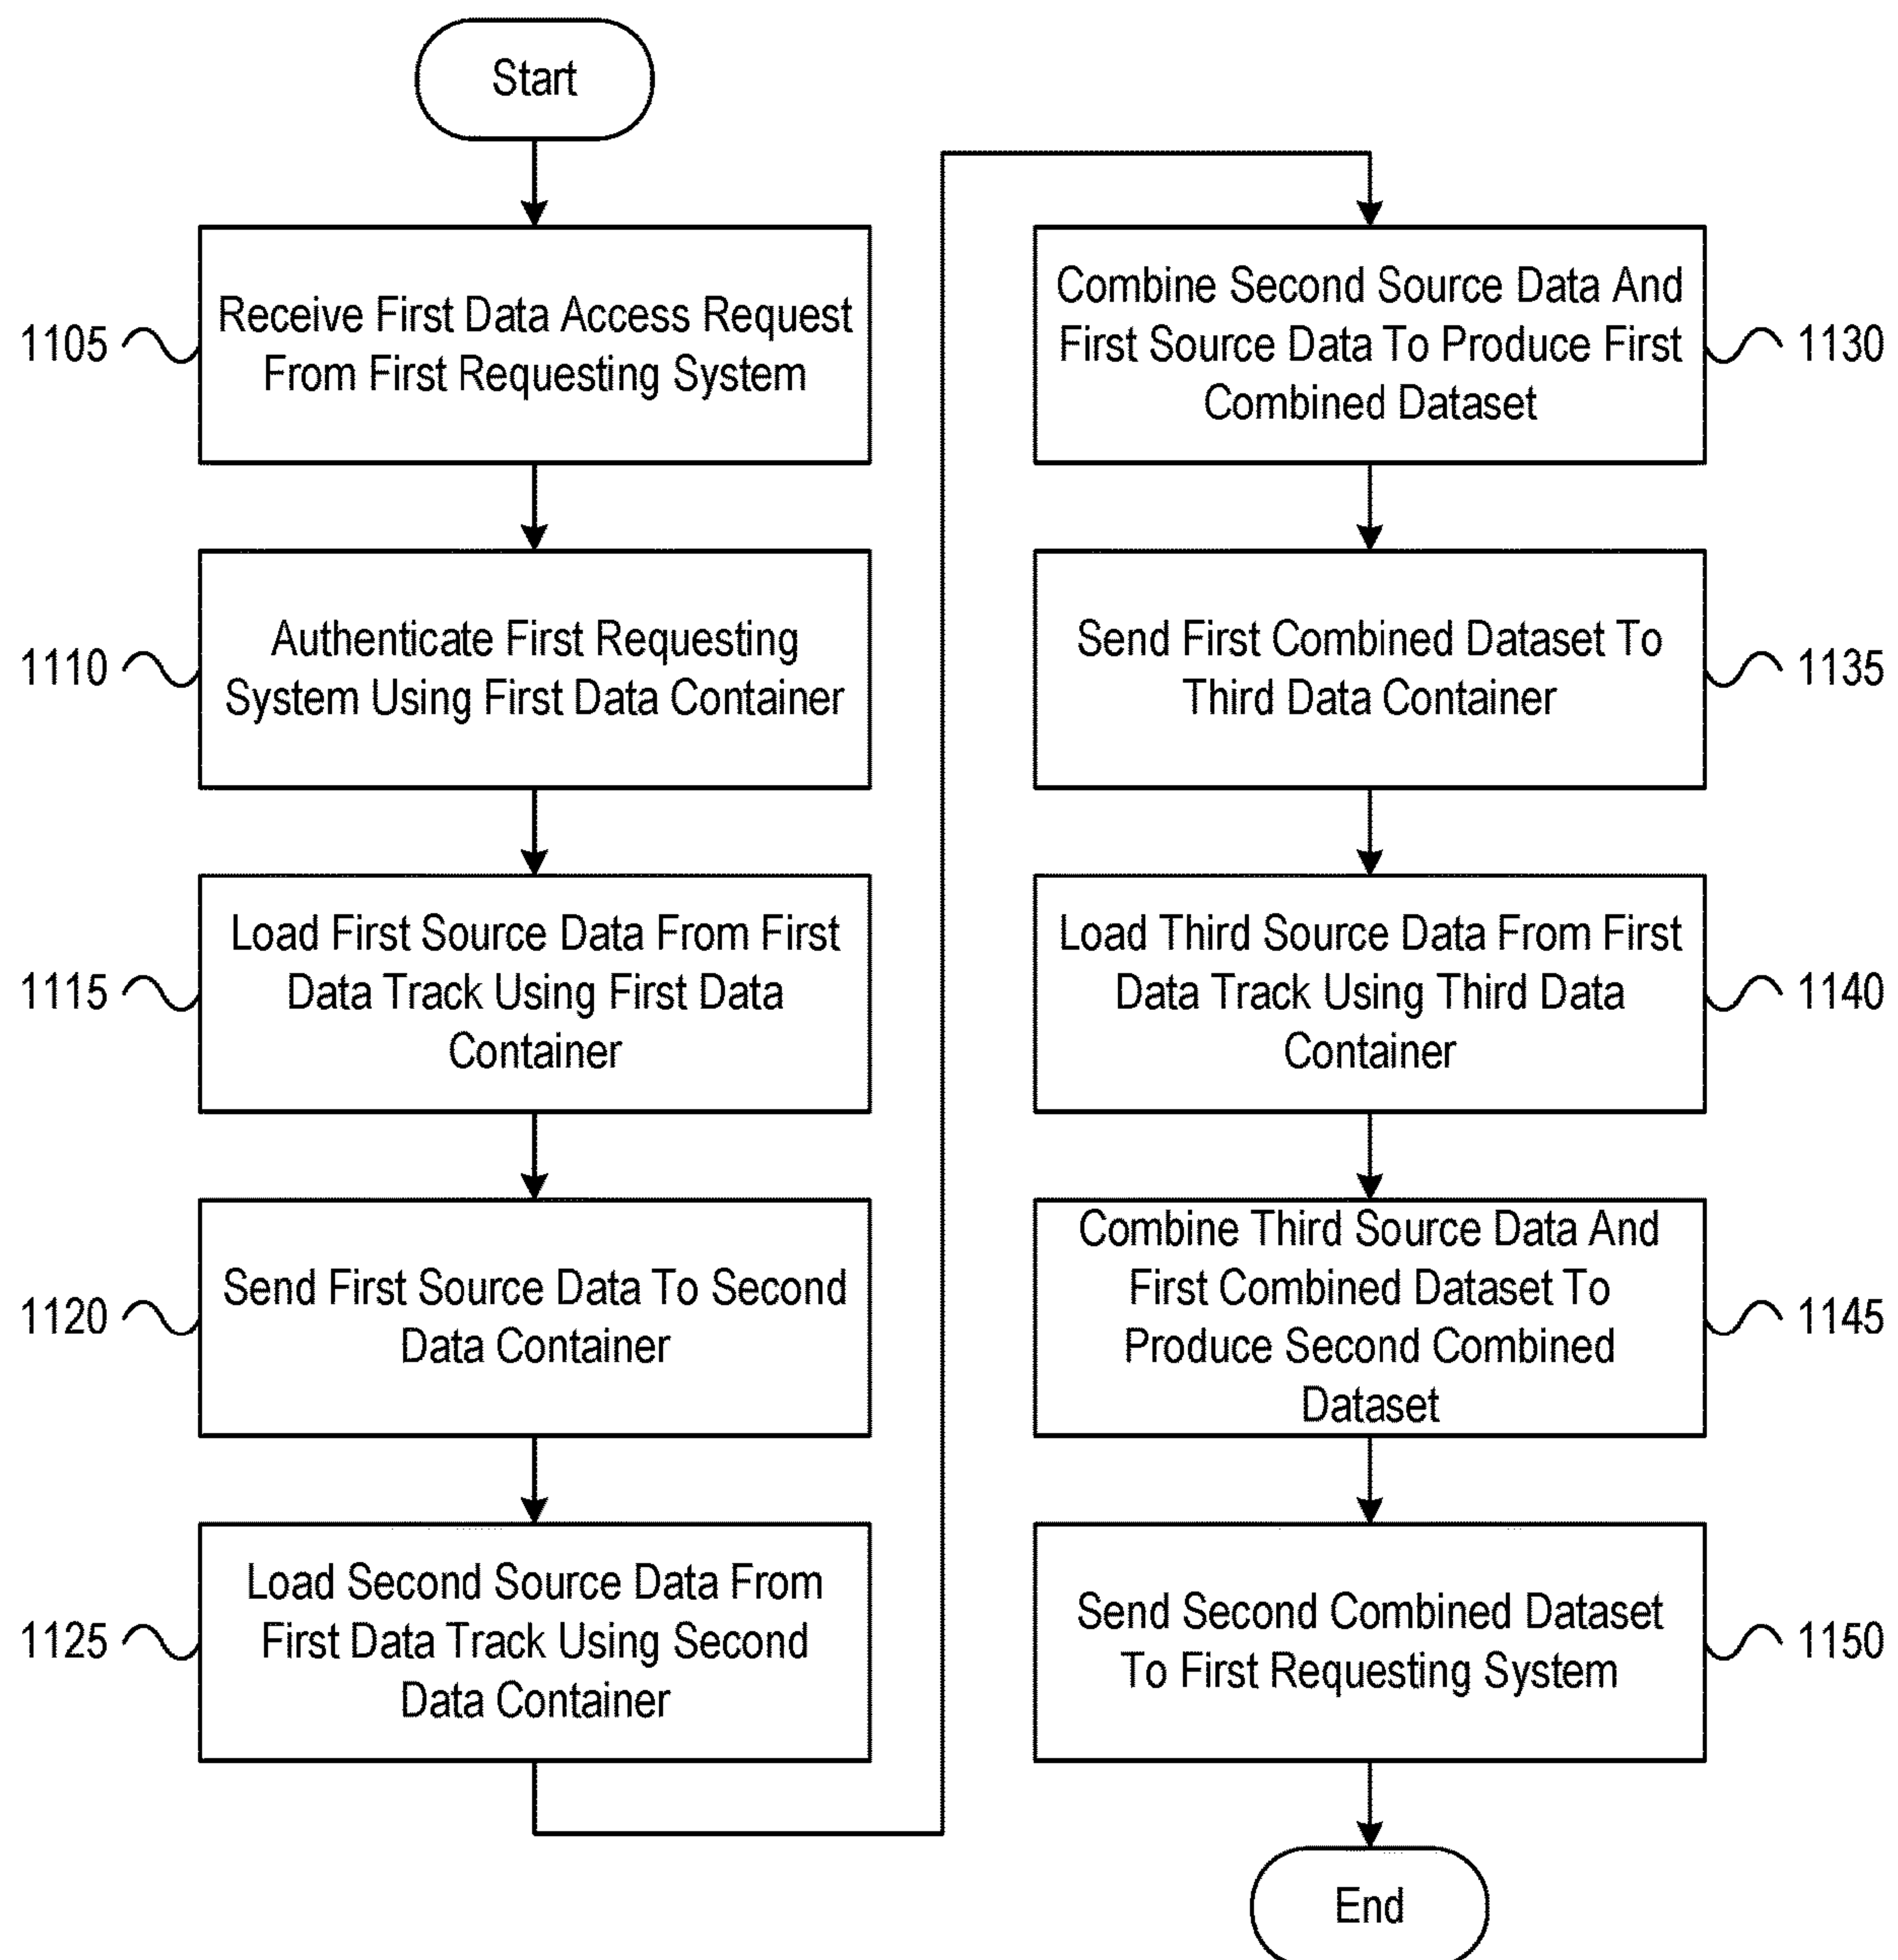 Start
1105
Receive First Data Access Request
From First Requesting System
1110
Authenticate First Requesting
System Using First Data Container
1115
Load First Source Data From First
Data Track Using First Data
Container
1120
Send First Source Data To Second
Data Container
1125
Load Second Source Data From
First Data Track Using Second
Data Container
Combine Second Source Data And
First Source Data To Produce First
Combined Dataset
1130
Send First Combined Dataset To
Third Data Container
1135
Load Third Source Data From First
Data Track Using Third Data
Container
1140
Combine Third Source Data And
First Combined Dataset To
Produce Second Combined
Dataset
1145
Send Second Combined Dataset
To First Requesting System
1150
End